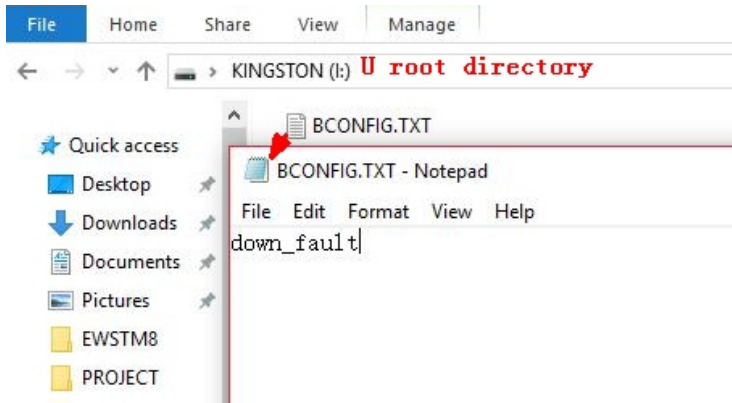 File Home Share View Manage
KINGSTON (I:) U root directory
Quick access
Desktop
Downloads
Documents
Pictures
EWSTM8
PROJECT
BCONFIG.TXT
BCONFIG.TXT - Notepad
File Edit Format View Help
down_fault